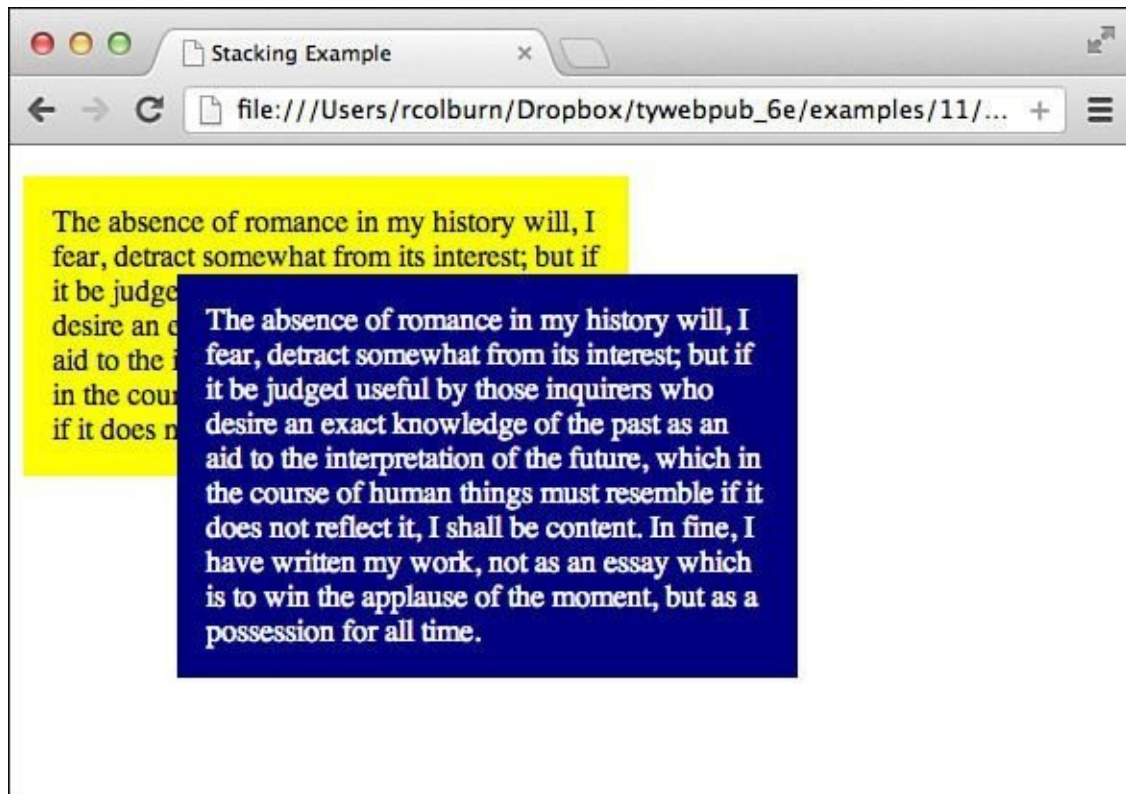 Stacking Example
file:///Users/rcolburn/Dropbox/tywebpub_6e/examples/11/...
The absence of romance in my history will, I
fear, detract somewhat from its interest; but if
it be judge
desire an
aid to the
in the cour
if it does n
The absence of romance in my history will, I
fear, detract somewhat from its interest; but if
it be judged useful by those inquirers who
desire an exact knowledge of the past as an
aid to the interpretation of the future, which in
the course of human things must resemble if it
does not reflect it, I shall be content. In fine, I
have written my work, not as an essay which
is to win the applause of the moment, but as a
possession for all time.